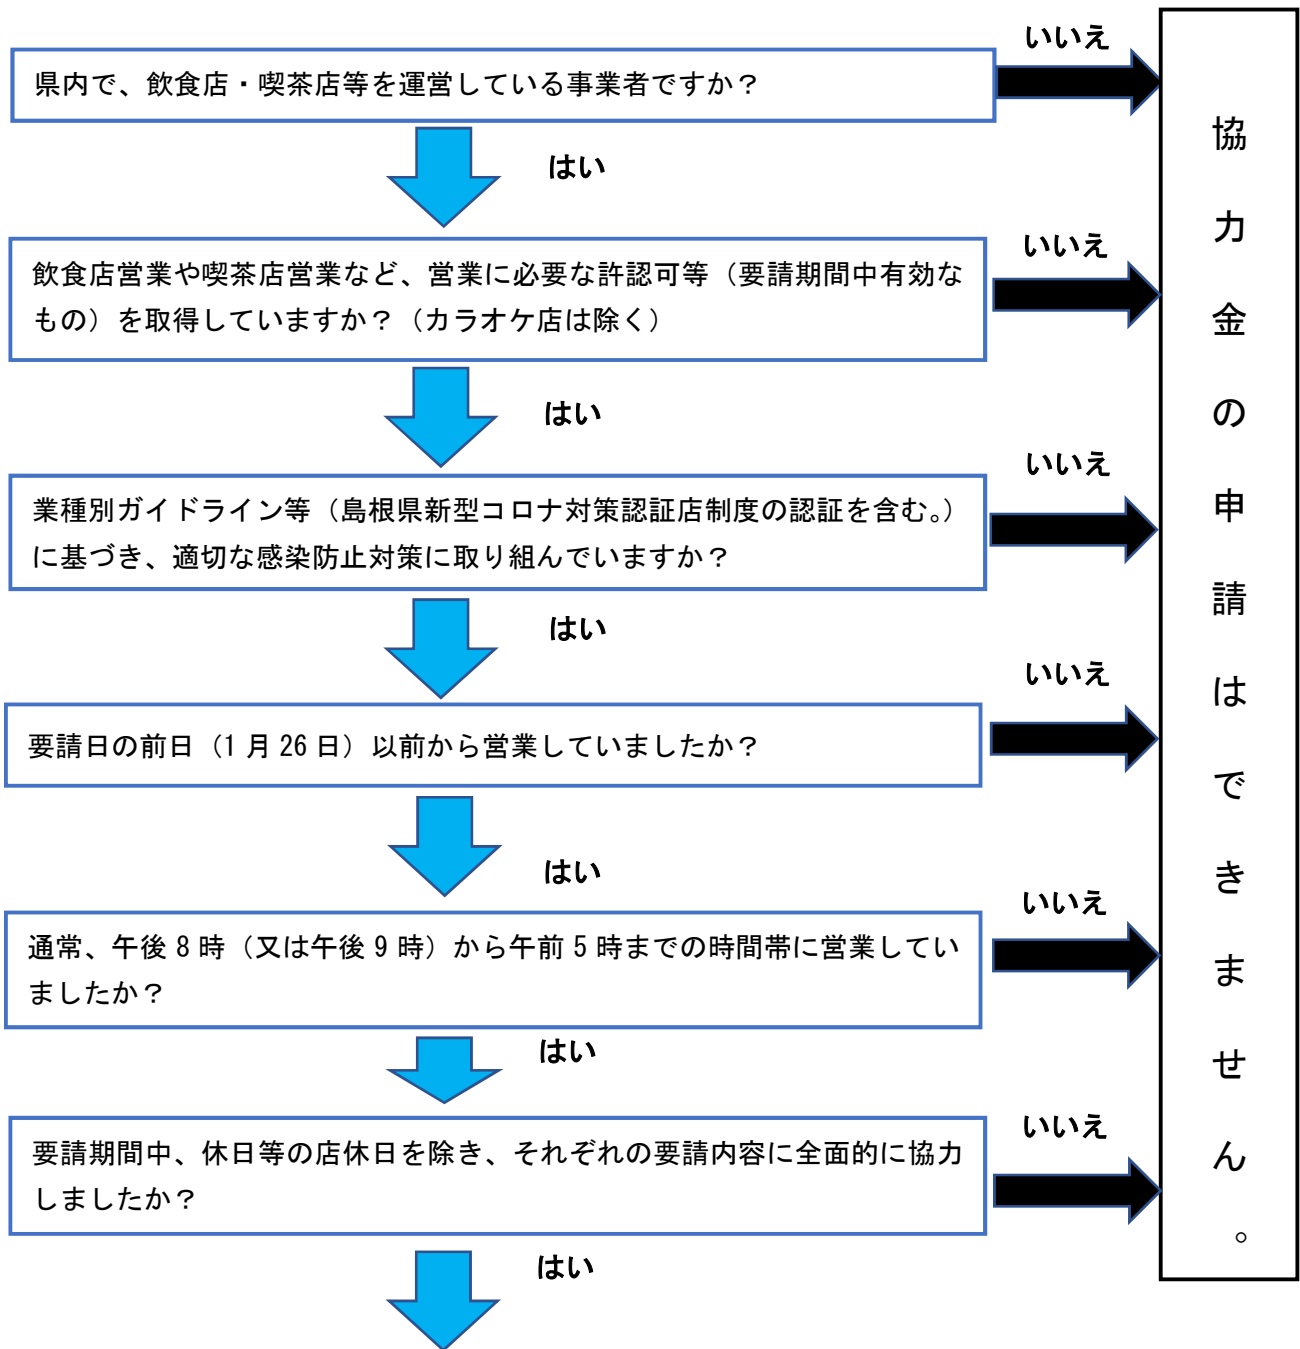 いいえ
県内で、飲食店・喫茶店等を運営している事業者ですか？
はい
いいえ
飲食店営業や喫茶店営業など、営業に必要な許認可等（要請期間中有効な
もの）を取得していますか？（カラオケ店は除く）
はい
いいえ
業種別ガイドライン等（島根県新型コロナ対策認証店制度の認証を含む。）
に基づき、適切な感染防止対策に取り組んでいますか？
はい
いいえ
要請日の前日（1月26日）以前から営業していましたか？
はい
いいえ
通常、午後8時（又は午後9時）から午前5時までの時間帯に営業してい
ましたか？
はい
いいえ
要請期間中、休日等の店休日を除き、それぞれの要請内容に全面的に協力
しましたか？
はい
協力金の申請はできません。